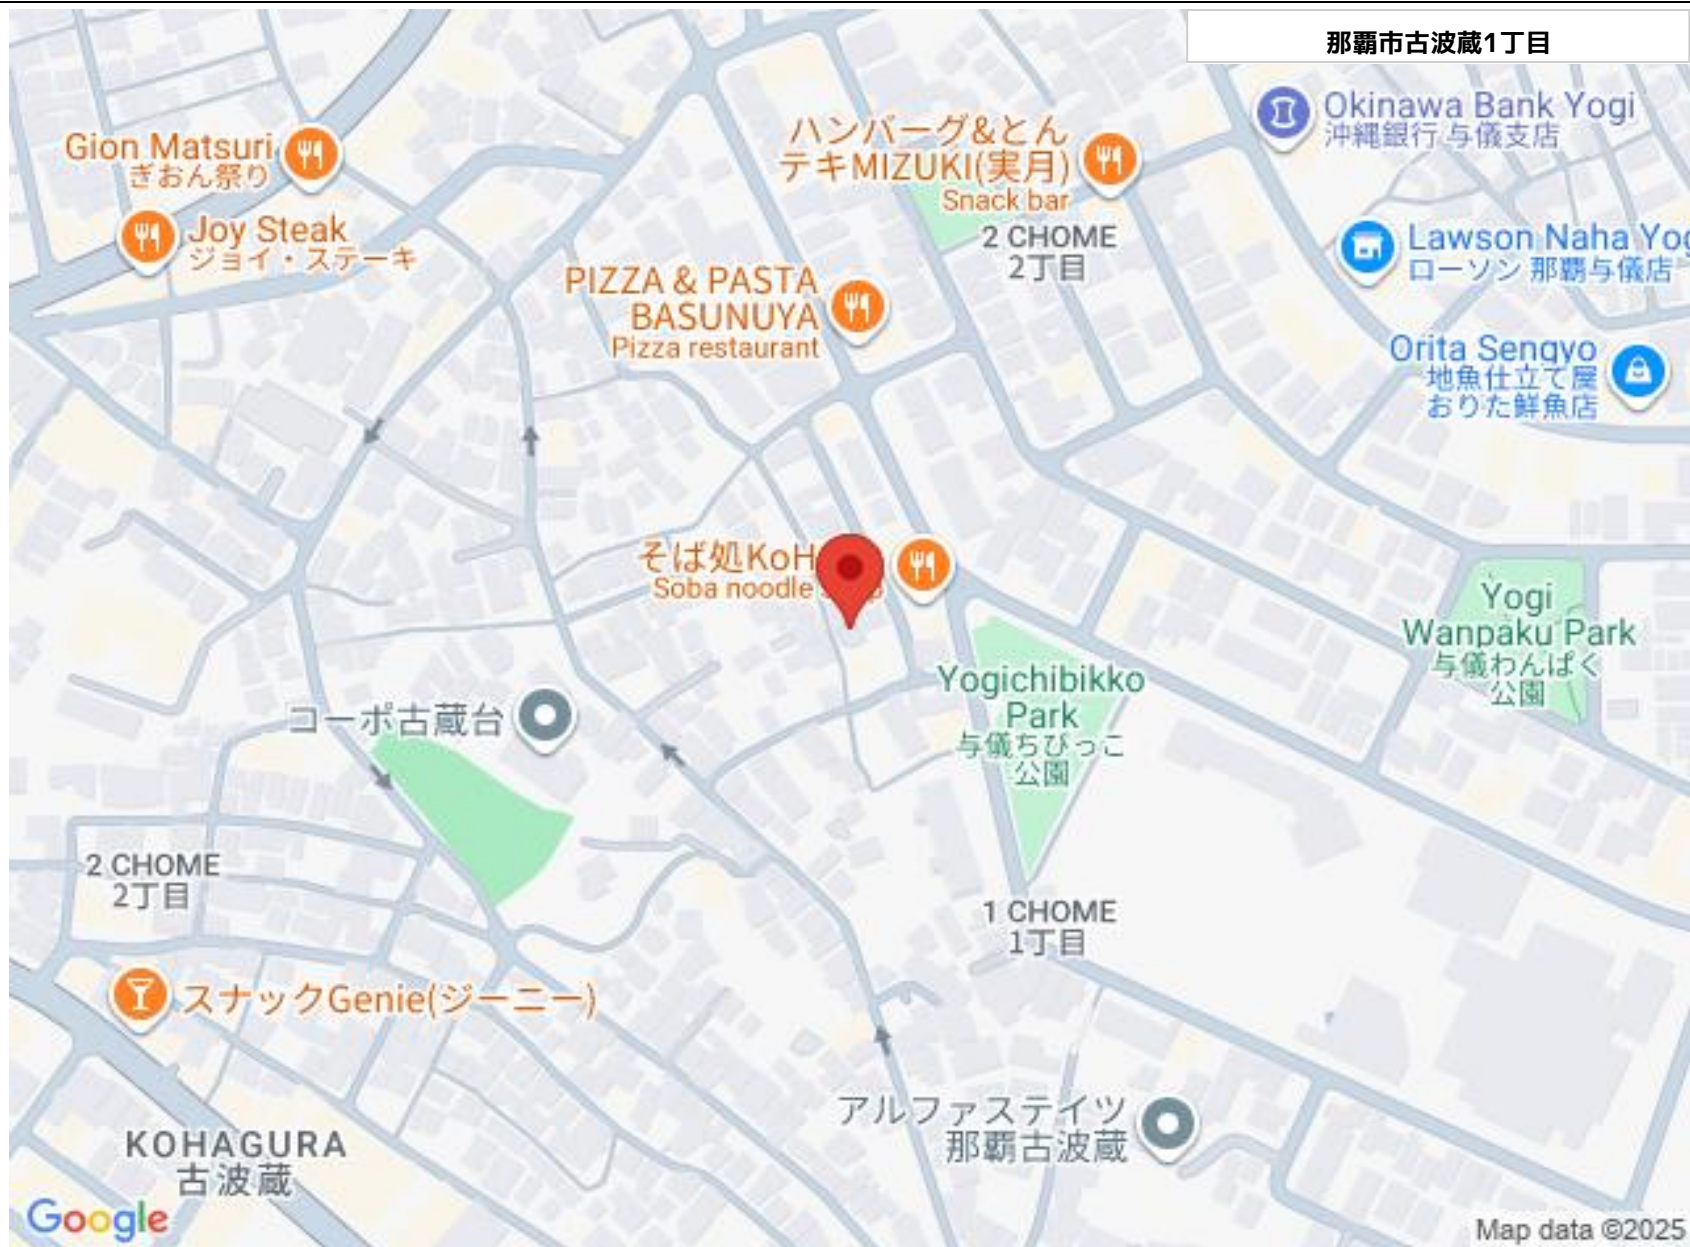 那覇市古波蔵1丁目
Okinawa Bank Yogi
沖縄銀行 与儀支店
Gion Matsuri
ぎおん祭り
ハンバーグ&とん
テキMIZUKI(実月)
Snack bar
Joy Steak
ジョイ・ステーキ
2 CHOME
2丁目
Lawson Naha Yog
ローソン 那覇与儀店
PIZZA & PASTA
BASUNUYA
Pizza restaurant
Orita Sengyo
地魚仕立て屋
おりた鮮魚店
そば処KoH
Soba noodle
Yogi
Wanpaku Park
与儀わんぱく
公園
Yogichibikko
Park
与儀ちびっこ
公園
コーポ古蔵台
2 CHOME
2丁目
1 CHOME
1丁目
スナックGenie(ジーニー)
アルファステイツ
那覇古波蔵
KOHAGURA
古波蔵
Google
Map data ©2025